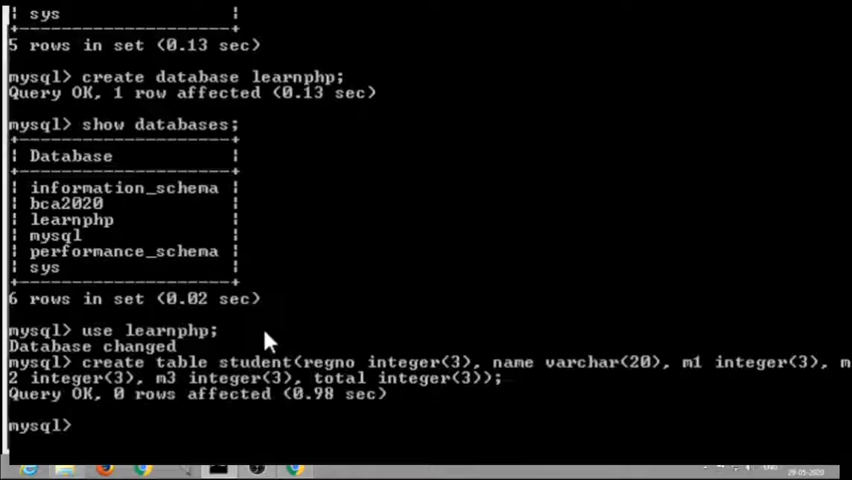 sys
5 rows in set (0.13 sec)
mysql> create database learnphp;
Query OK, 1 row affected (0.13 sec)
mysql> show databases;
Database
information_schema
bca2020
learnphp
mysql
performance_schema
sys
6 rows in set (0.02 sec)
mysql> use learnphp;
Database changed
mysql> create table student(regno integer(3), name varchar(20), m1 integer(3), m
2 integer(3), m3 integer(3), total integer(3));
Query OK, 0 rows affected (0.98 sec)
mysql>
29-05-2020